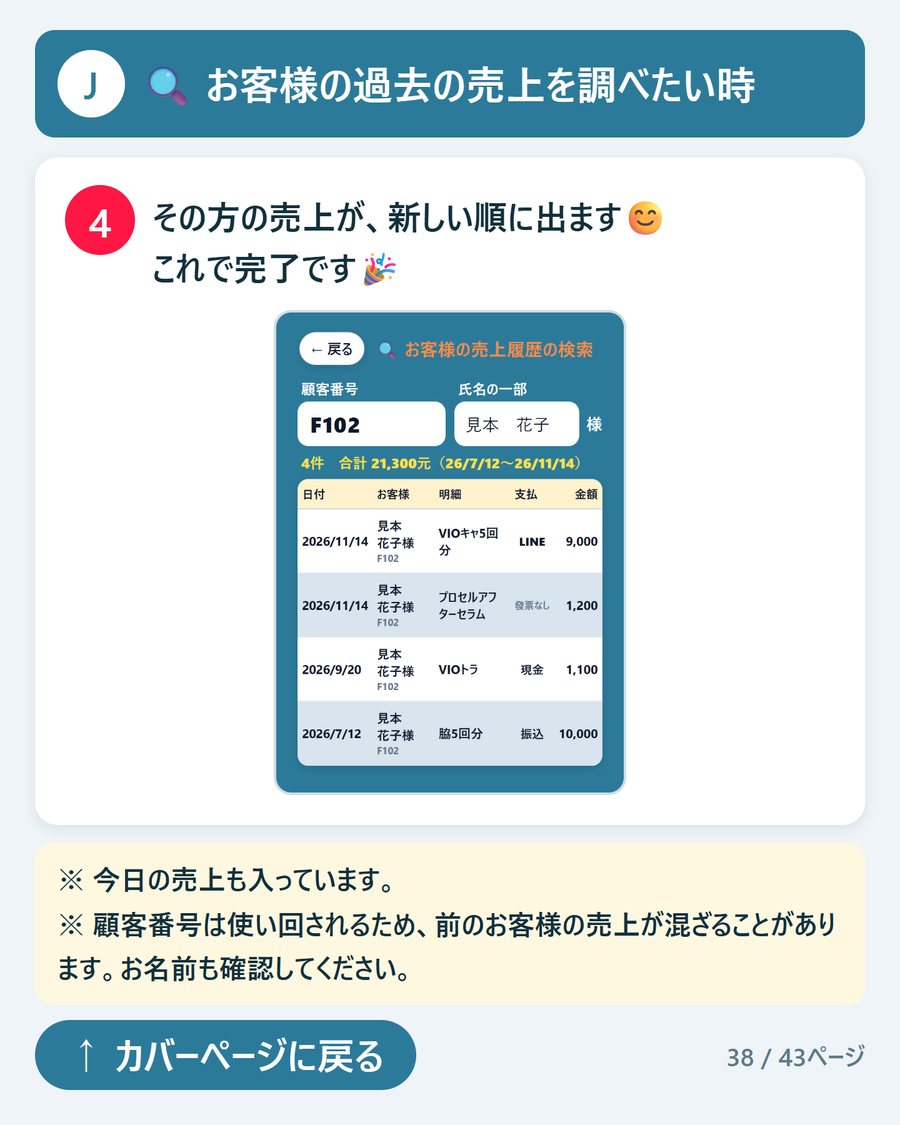 J 🔍 お客様の過去の売上を調べたい時
4 その方の売上が、新しい順に出ます😊
これで完了です🎉
← 戻る 🔍 お客様の売上履歴の検索
顧客番号 氏名の一部
F102 見本　花子 様
4件　合計 21,300元（26/7/12〜26/11/14）
日付 お客様 明細 支払 金額
2026/11/14 見本 花子様 F102 VIOキャ5回分 LINE 9,000
2026/11/14 見本 花子様 F102 プロセルアフターセラム 發票なし 1,200
2026/9/20 見本 花子様 F102 VIOトラ 現金 1,100
2026/7/12 見本 花子様 F102 脇5回分 振込 10,000
※ 今日の売上も入っています。
※ 顧客番号は使い回されるため、前のお客様の売上が混ざることがあり
ます。お名前も確認してください。
↑ カバーページに戻る
38 / 43ページ